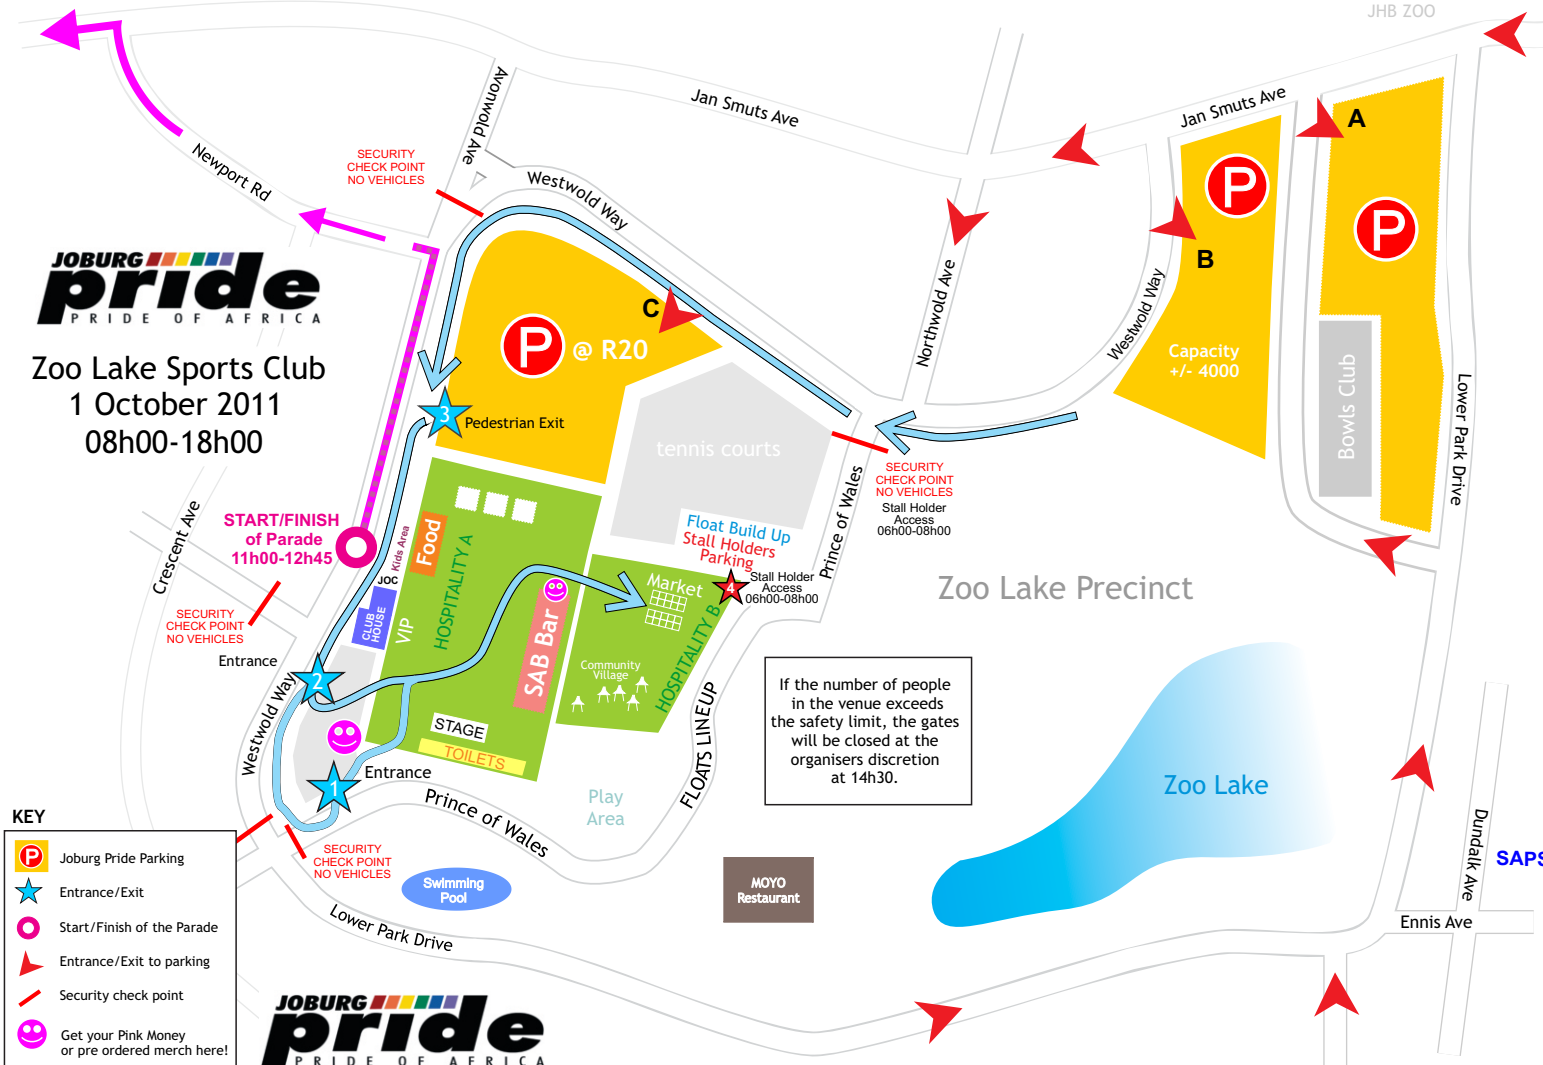 JHB ZOO
Jan Smuts Ave
Jan Smuts Ave
Avonwold Ave
Newport Rd
SECURITY
CHECK POINT
NO VEHICLES
Westwold Way
A
P
P
B
Capacity
+/- 4000
Westwold Way
Northwold Ave
Bowls Club
Lower Park Drive
JOBURG
pride
PRIDE OF AFRICA
Zoo Lake Sports Club
1 October 2011
08h00-18h00
C
P @ R20
3
Pedestrian Exit
tennis courts
Prince of Wales
SECURITY
CHECK POINT
NO VEHICLES
Stall Holder
Access
06h00-08h00
START/FINISH
of Parade
11h00-12h45
Crescent Ave
Kids Area
Food
HOSPITALITY A
JOC
CLUB
HOUSE
VIP
Float Build Up
Stall Holders
Parking
Market
4
Stall Holder
Access
06h00-08h00
HOSPITALITY B
SAB Bar
Community
Village
Zoo Lake Precinct
SECURITY
CHECK POINT
NO VEHICLES
Entrance
2
Westwold Way
STAGE
TOILETS
1
Entrance
Prince of Wales
FLOATS LINEUP
Play
Area
If the number of people
in the venue exceeds
the safety limit, the gates
will be closed at the
organisers discretion
at 14h30.
Zoo Lake
SECURITY
CHECK POINT
NO VEHICLES
Swimming
Pool
MOYO
Restaurant
Lower Park Drive
Dundalk Ave
SAPS
Ennis Ave
KEY
P Joburg Pride Parking
Entrance/Exit
Start/Finish of the Parade
Entrance/Exit to parking
Security check point
Get your Pink Money
or pre ordered merch here!
JOBURG
pride
PRIDE OF AFRICA